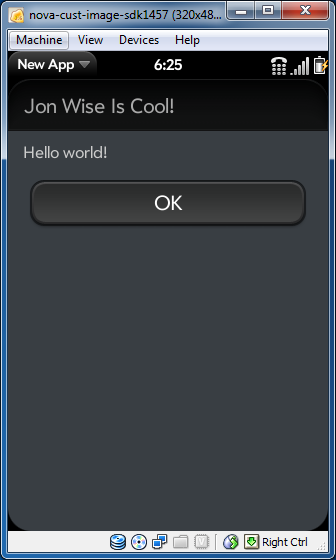 nova-cust-image-sdk1457 (320x48...
Machine View Devices Help
New App 6:25
Jon Wise Is Cool!
Hello world!
OK
Right Ctrl